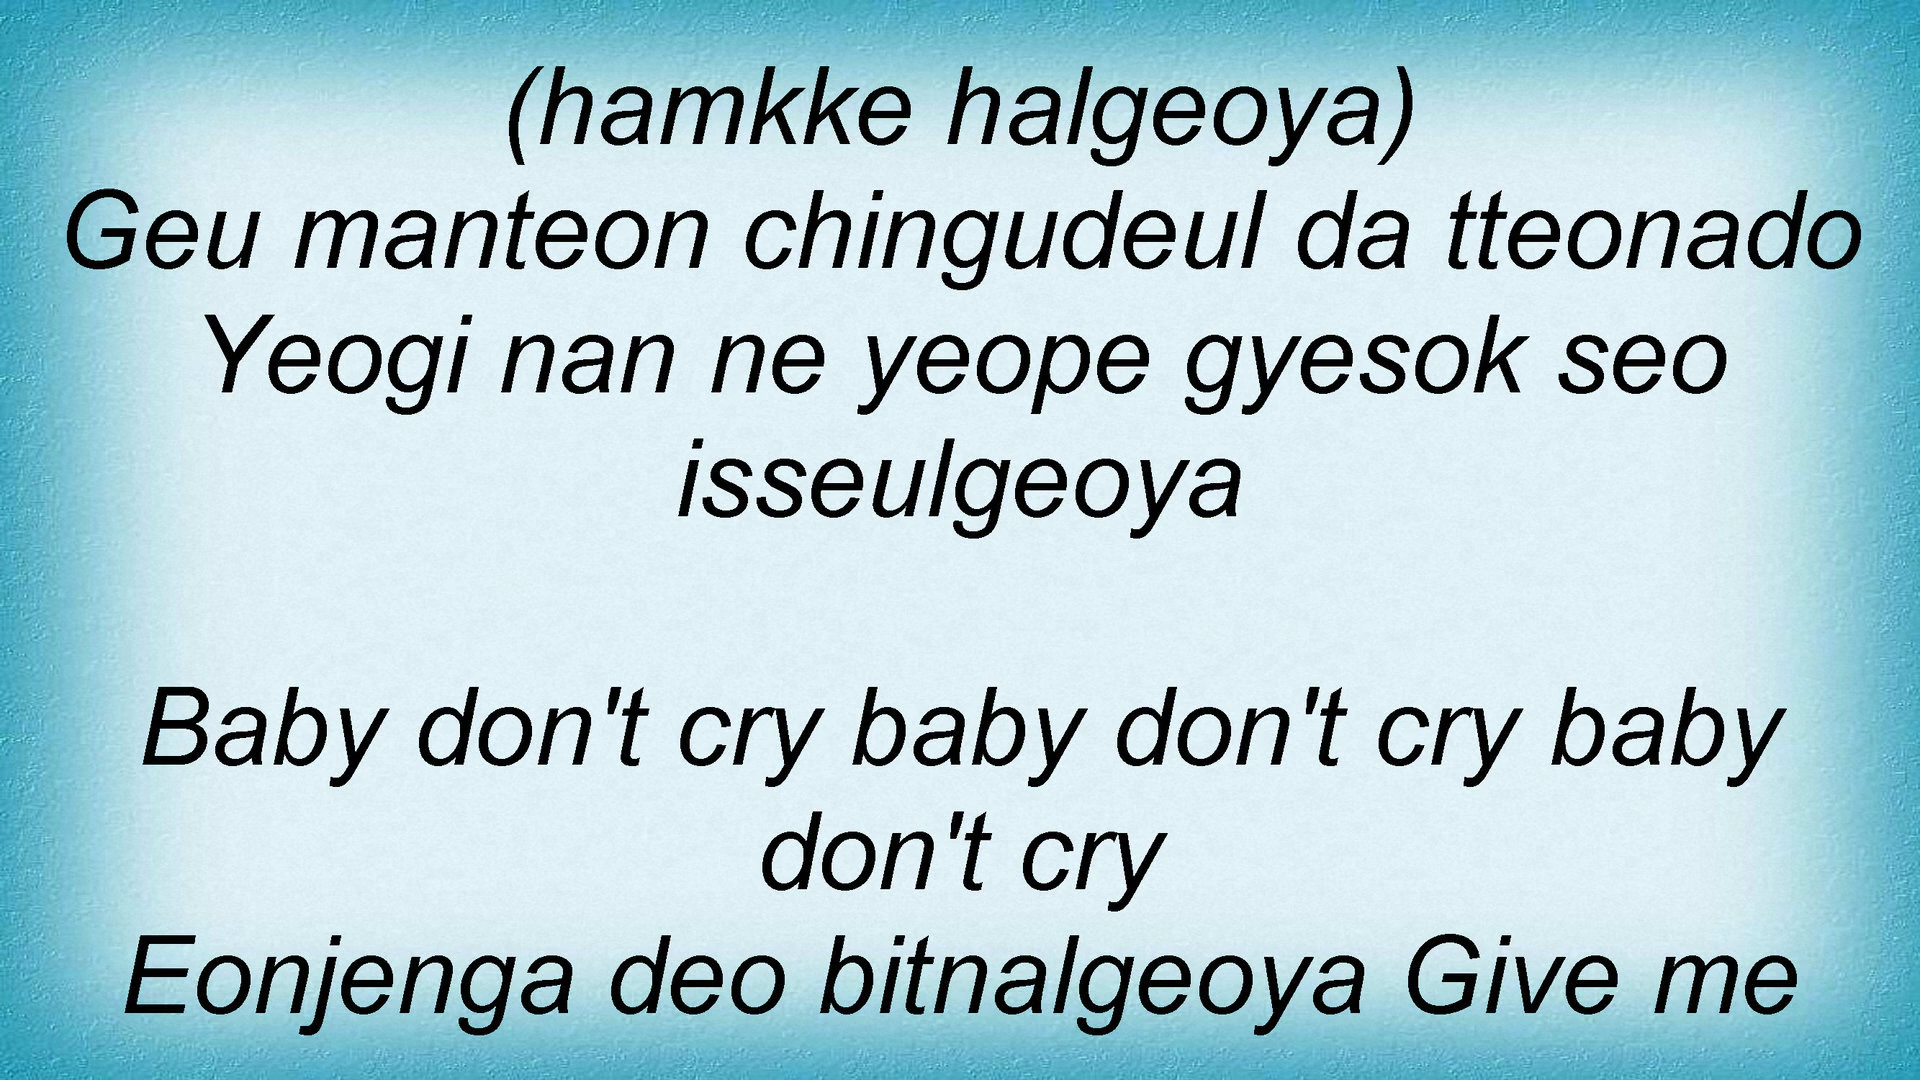 (hamkke halgeoya)
Geu manteon chingudeul da tteonado
Yeogi nan ne yeope gyesok seo
isseulgeoya
Baby don't cry baby don't cry baby
don't cry
Eonjenga deo bitnalgeoya Give me